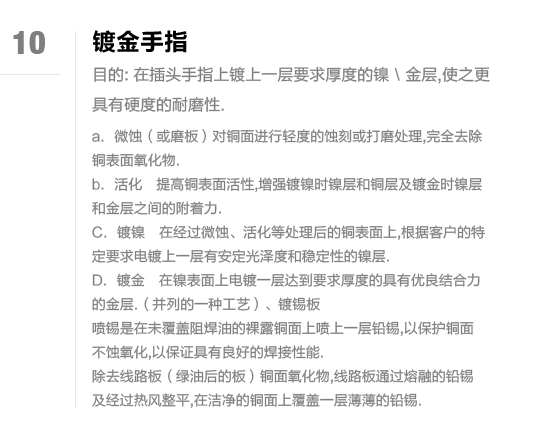 10
镀金手指
目的: 在插头手指上镀上一层要求厚度的镍 \ 金层,使之更
具有硬度的耐磨性.
a. 微蚀（或磨板）对铜面进行轻度的蚀刻或打磨处理,完全去除
铜表面氧化物.
b. 活化 提高铜表面活性,增强镀镍时镍层和铜层及镀金时镍层
和金层之间的附着力.
C. 镀镍 在经过微蚀、活化等处理后的铜表面上,根据客户的特
定要求电镀上一层有安定光泽度和稳定性的镍层.
D. 镀金 在镍表面上电镀一层达到要求厚度的具有优良结合力
的金层.（并列的一种工艺）、镀锡板
喷锡是在未覆盖阻焊油的裸露铜面上喷上一层铅锡,以保护铜面
不蚀氧化,以保证具有良好的焊接性能.
除去线路板（绿油后的板）铜面氧化物,线路板通过熔融的铅锡
及经过热风整平,在洁净的铜面上覆盖一层薄薄的铅锡.